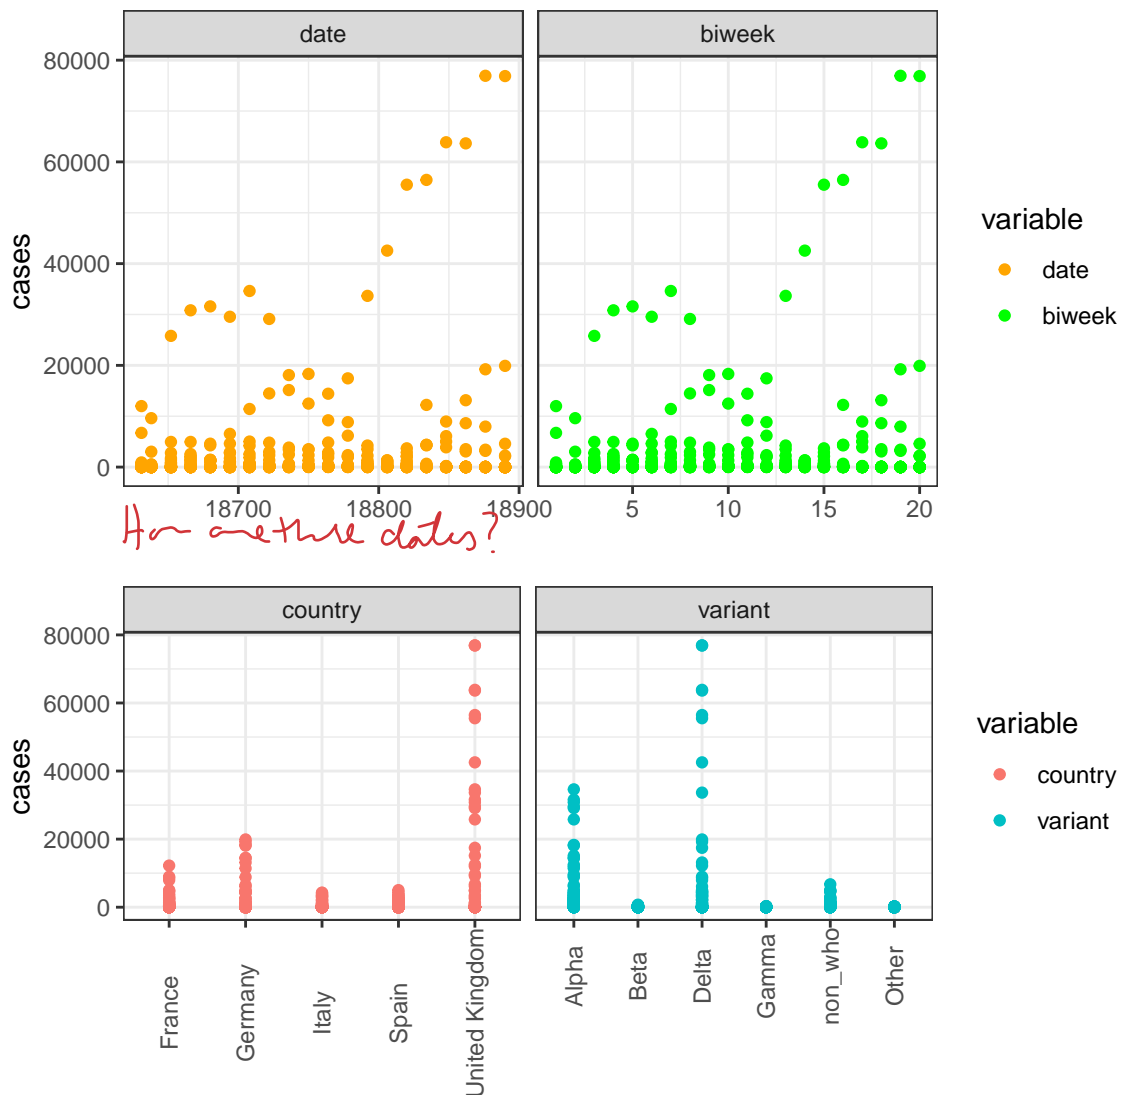 date biweek
80000
60000
40000
20000
0
cases
18700 18800 18900 5 10 15 20
variable
date
biweek
How are these dates?
country variant
80000
60000
40000
20000
0
cases
France Germany Italy Spain United Kingdom Alpha Beta Delta Gamma non_who Other
variable
country
variant